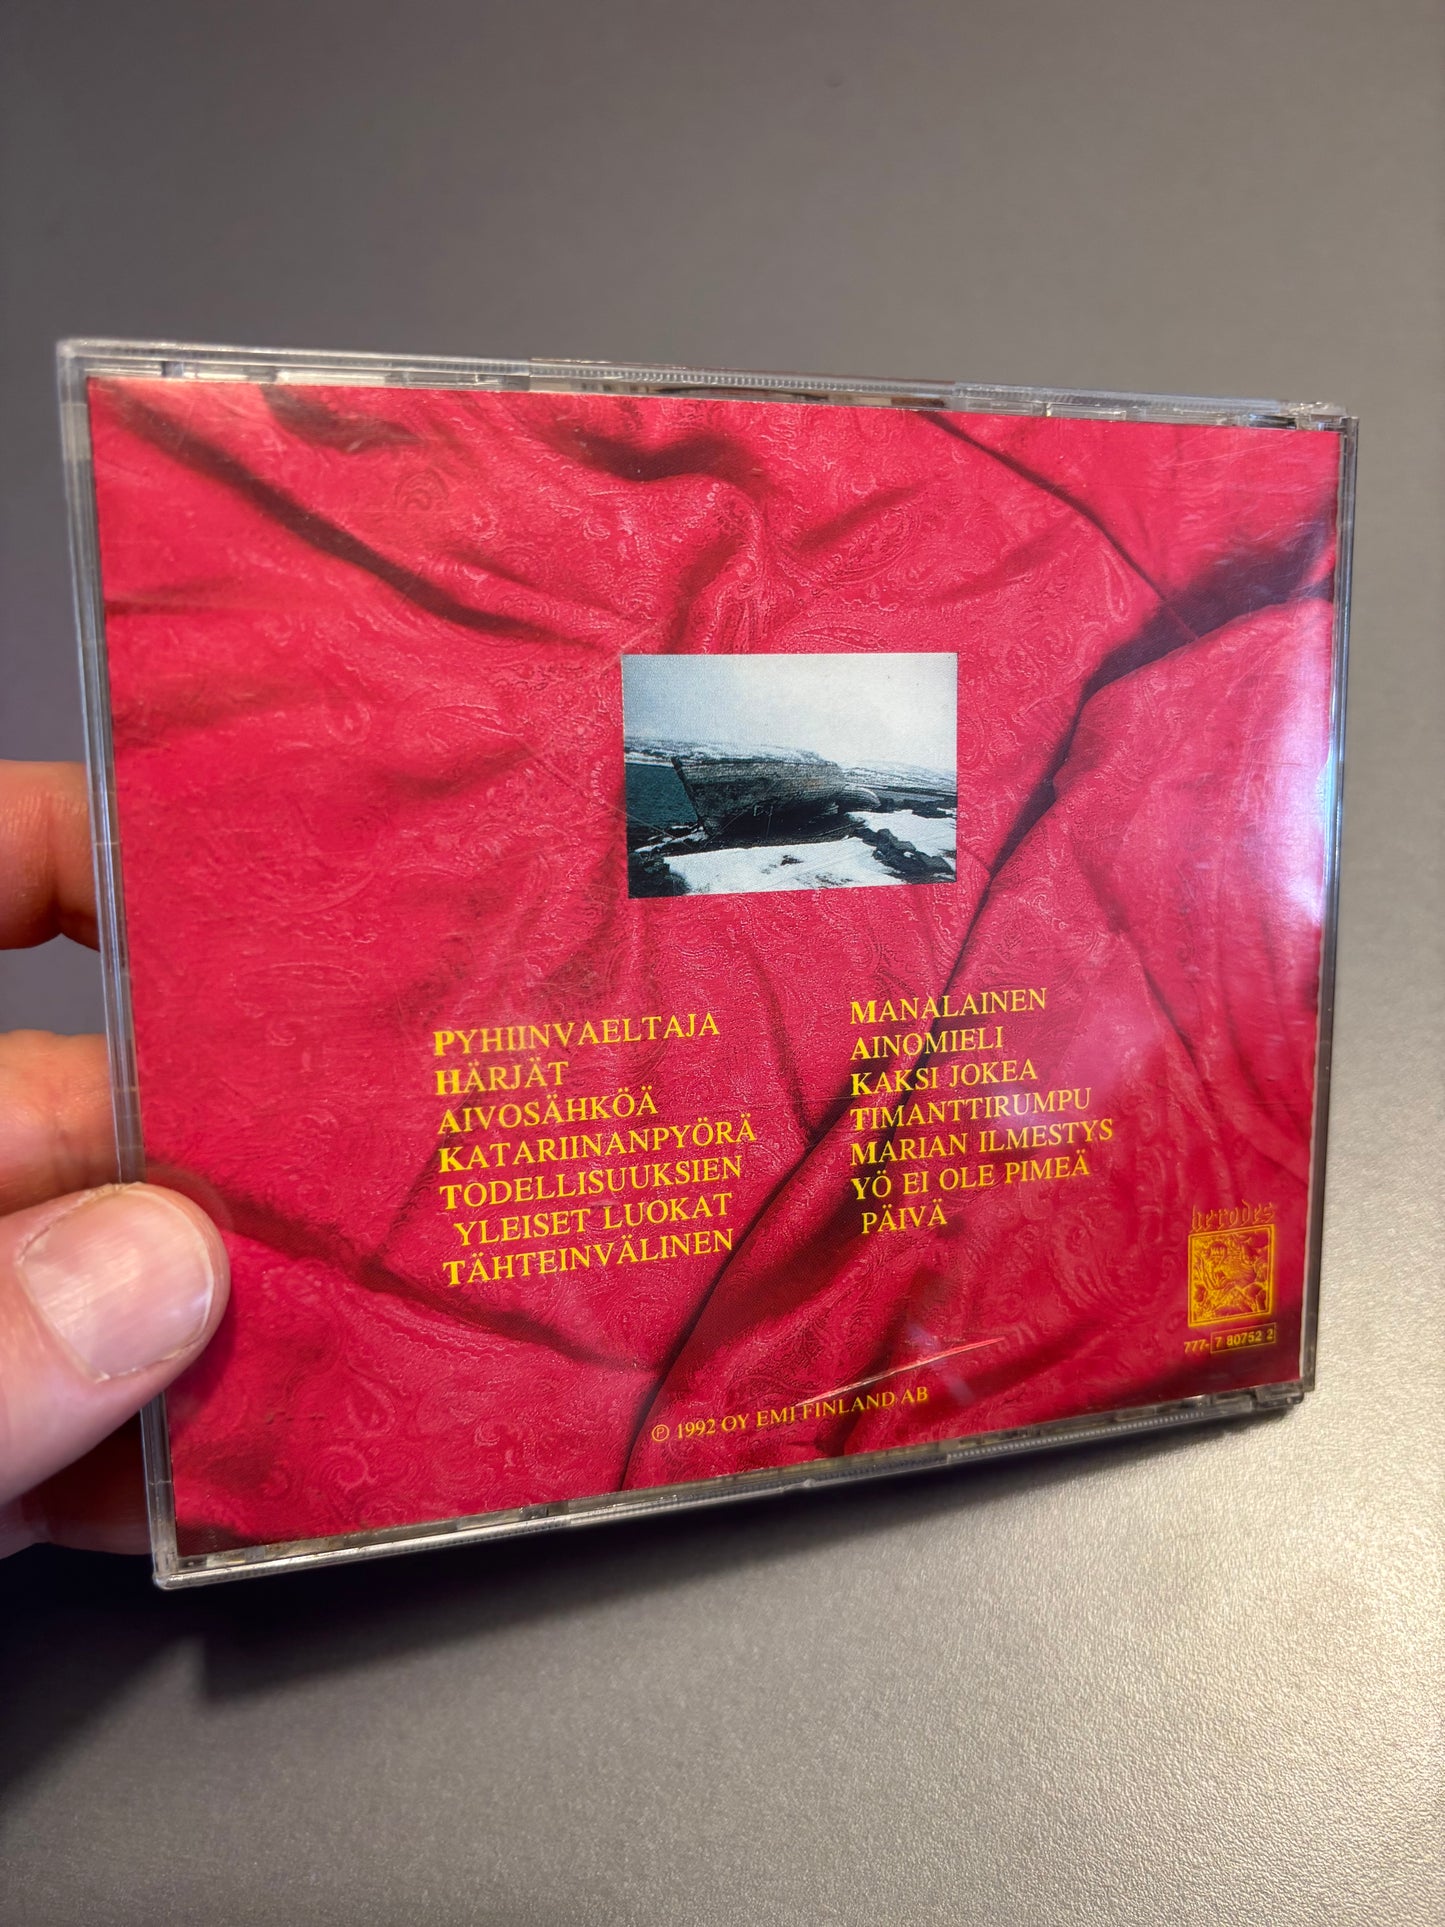 PYHIINVAELTAJA
HÄRJÄT
AIVOSÄHKÖÄ
KATARIINANPYÖRÄ
TODELLISUUKSIEN
YLEISET LUOKAT
TÄHTEINVÄLINEN
MANALAINEN
AINOMIELI
KAKSI JOKEA
TIMANTTIRUMPU
MARIAN ILMESTYS
YÖ EI OLE PIMEÄ
PÄIVÄ
herodes
777- 7 80752 2
℗ 1992 OY EMI FINLAND AB